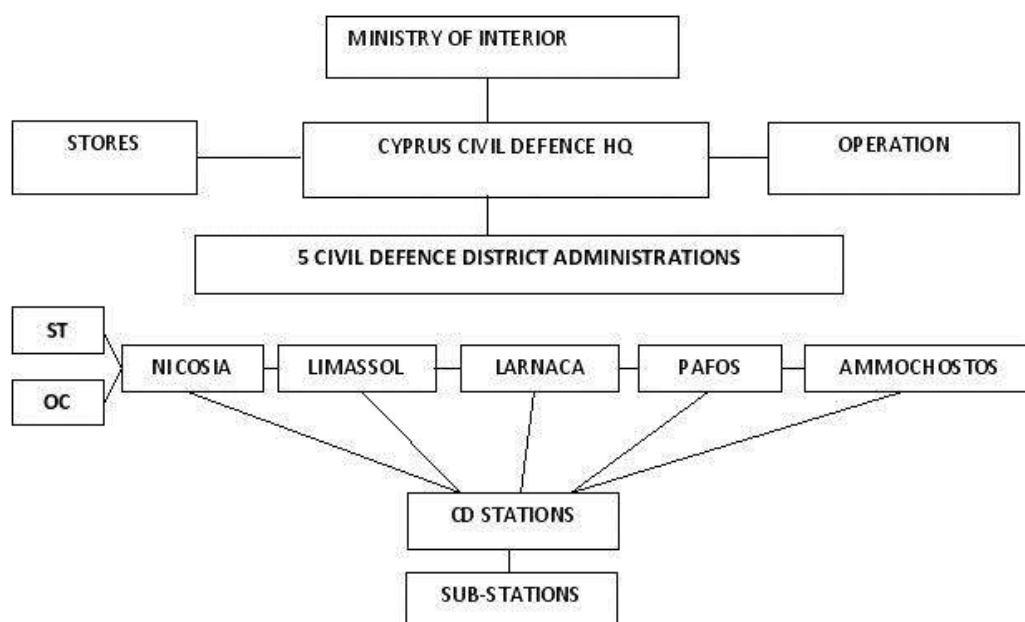 MINISTRY OF INTERIOR
STORES
CYPRUS CIVIL DEFENCE HQ
OPERATION
5 CIVIL DEFENCE DISTRICT ADMINISTRATIONS
ST
OC
NICOSIA
LIMASSOL
LARNACA
PAFOS
AMMOCHOSTOS
CD STATIONS
SUB-STATIONS